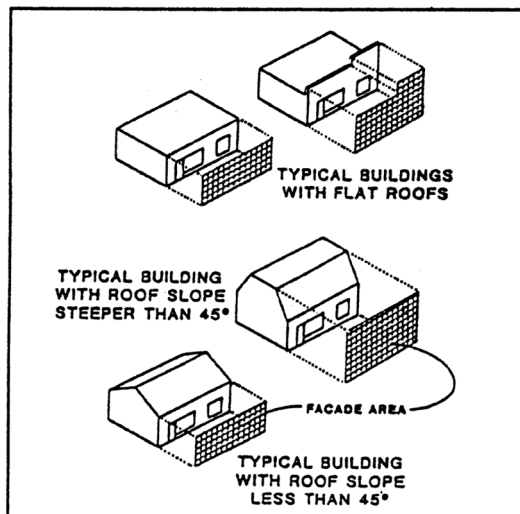 TYPICAL BUILDINGS
WITH FLAT ROOFS
TYPICAL BUILDING
WITH ROOF SLOPE
STEEPER THAN 45°
FACADE AREA
TYPICAL BUILDING
WITH ROOF SLOPE
LESS THAN 45°